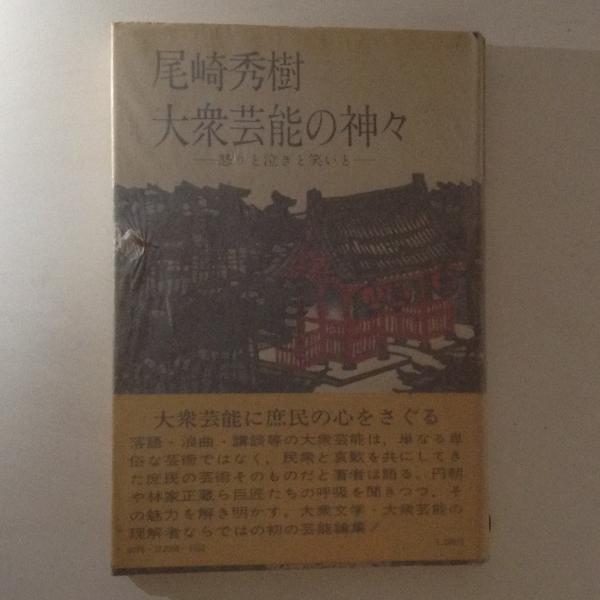 尾崎秀樹
大衆芸能の神々
──怒りと泣きと笑いと──
大衆芸能に庶民の心をさぐる
落語・浪曲・講談等の大衆芸能は、単なる卑
俗な芸術ではなく、民衆と哀歓を共にしてき
た庶民の芸術そのものだと著者は語る。円朝
や林家正蔵ら巨匠たちの呼吸を聞きつつ、そ
の魅力を解き明かす。大衆文学・大衆芸能の
理解者ならではの初の芸能論集！